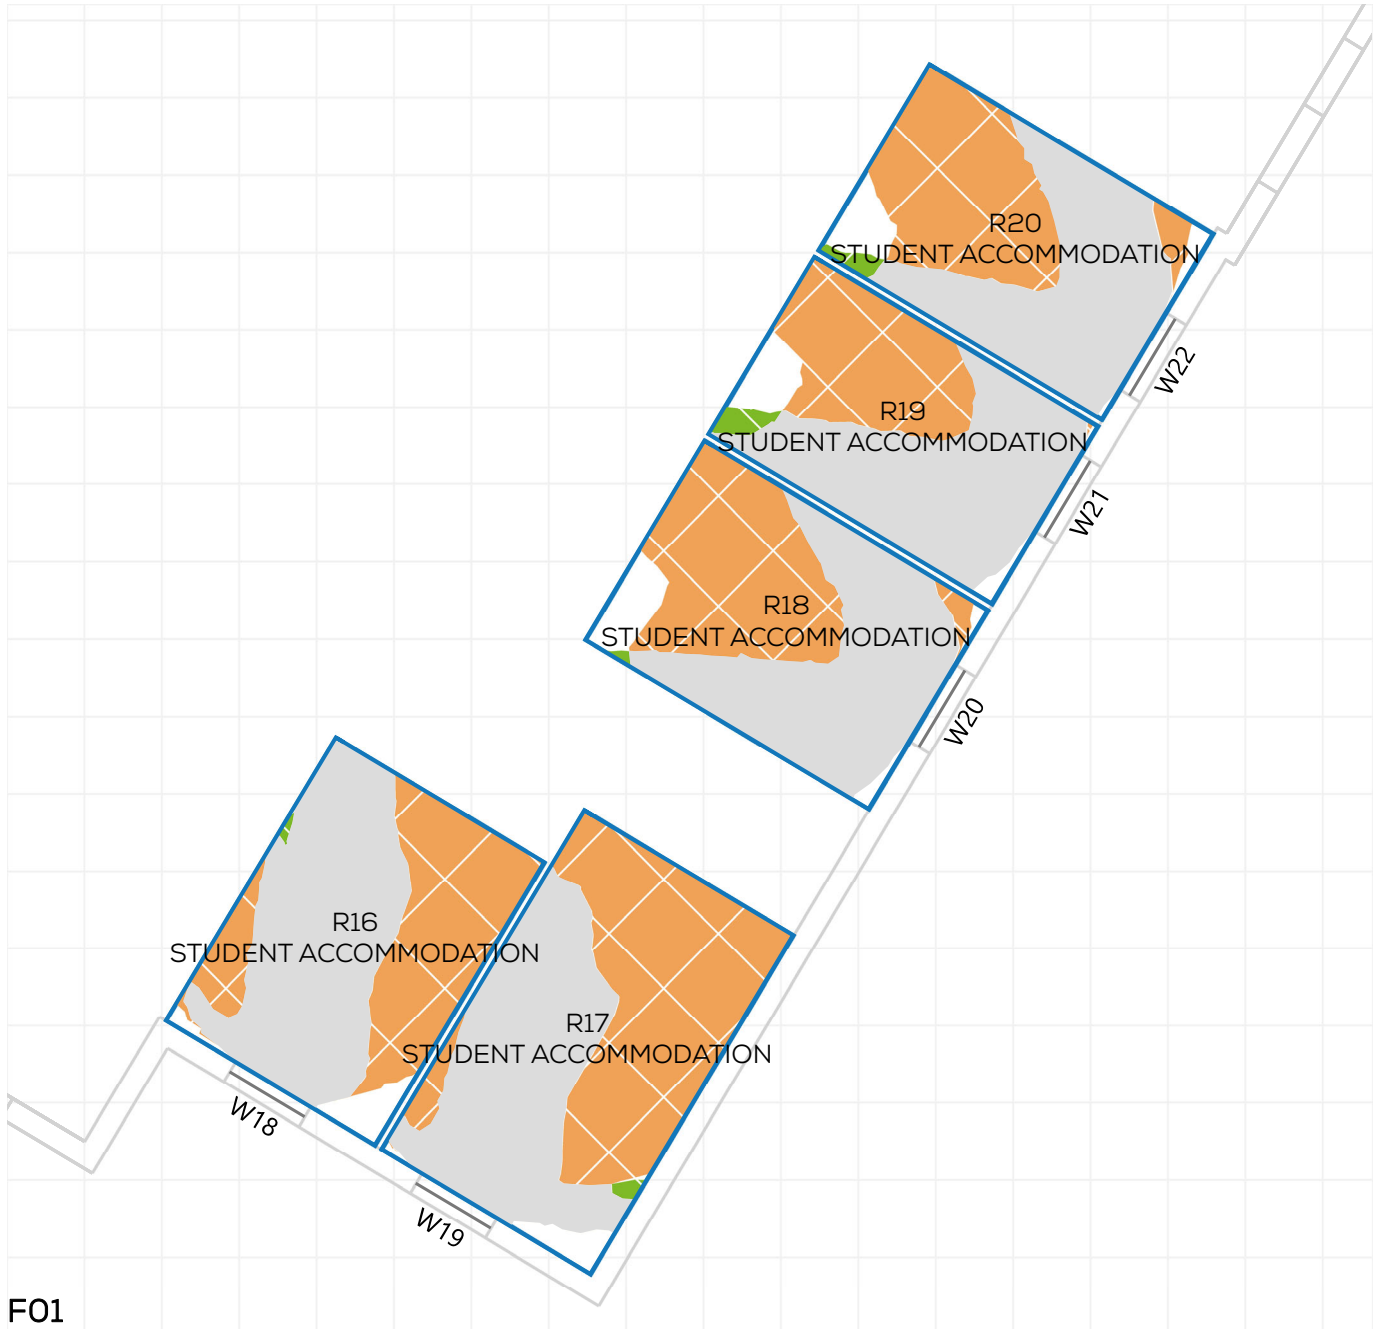 R20
STUDENT ACCOMMODATION
W22
R19
STUDENT ACCOMMODATION
W21
R18
STUDENT ACCOMMODATION
W20
R16
STUDENT ACCOMMODATION
R17
STUDENT ACCOMMODATION
W18
W19
F01